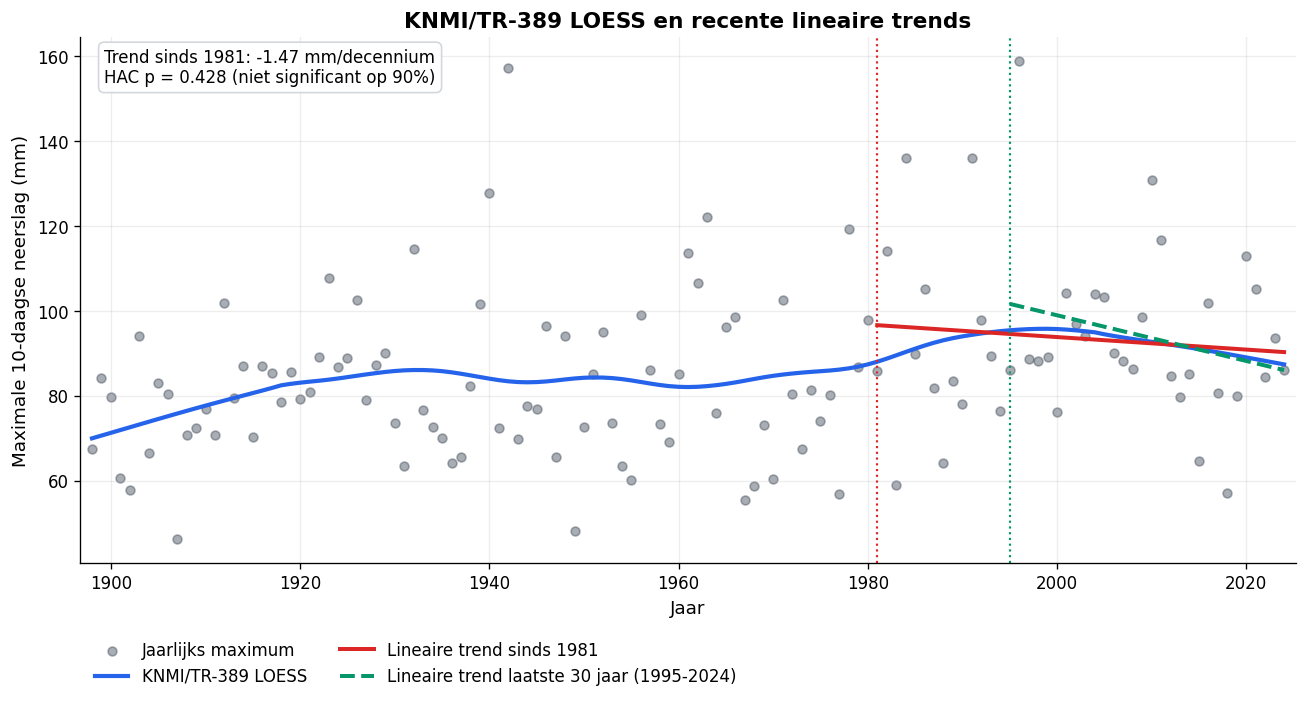 KNMI/TR-389 LOESS en recente lineaire trends
Trend sinds 1981: -1.47 mm/decennium
HAC p = 0.428 (niet significant op 90%)
Maximale 10-daagse neerslag (mm)
160
140
120
100
80
60
1900
1920
1940
1960
1980
2000
2020
Jaar
Jaarlijks maximum
KNMI/TR-389 LOESS
Lineaire trend sinds 1981
Lineaire trend laatste 30 jaar (1995-2024)